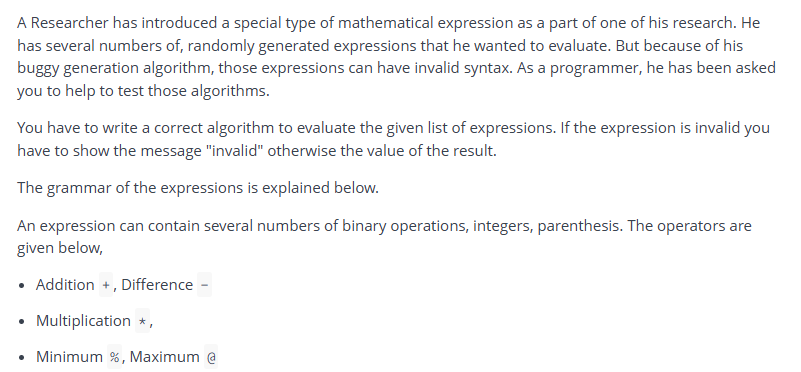 A Researcher has introduced a special type of mathematical expression as a part of one of his research. He
has several numbers of, randomly generated expressions that he wanted to evaluate. But because of his
buggy generation algorithm, those expressions can have invalid syntax. As a programmer, he has been asked
you to help to test those algorithms.
You have to write a correct algorithm to evaluate the given list of expressions. If the expression is invalid you
have to show the message "invalid" otherwise the value of the result.
The grammar of the expressions is explained below.
An expression can contain several numbers of binary operations, integers, parenthesis. The operators are
given below,
• Addition + , Difference -
• Multiplication * ,
• Minimum % , Maximum @